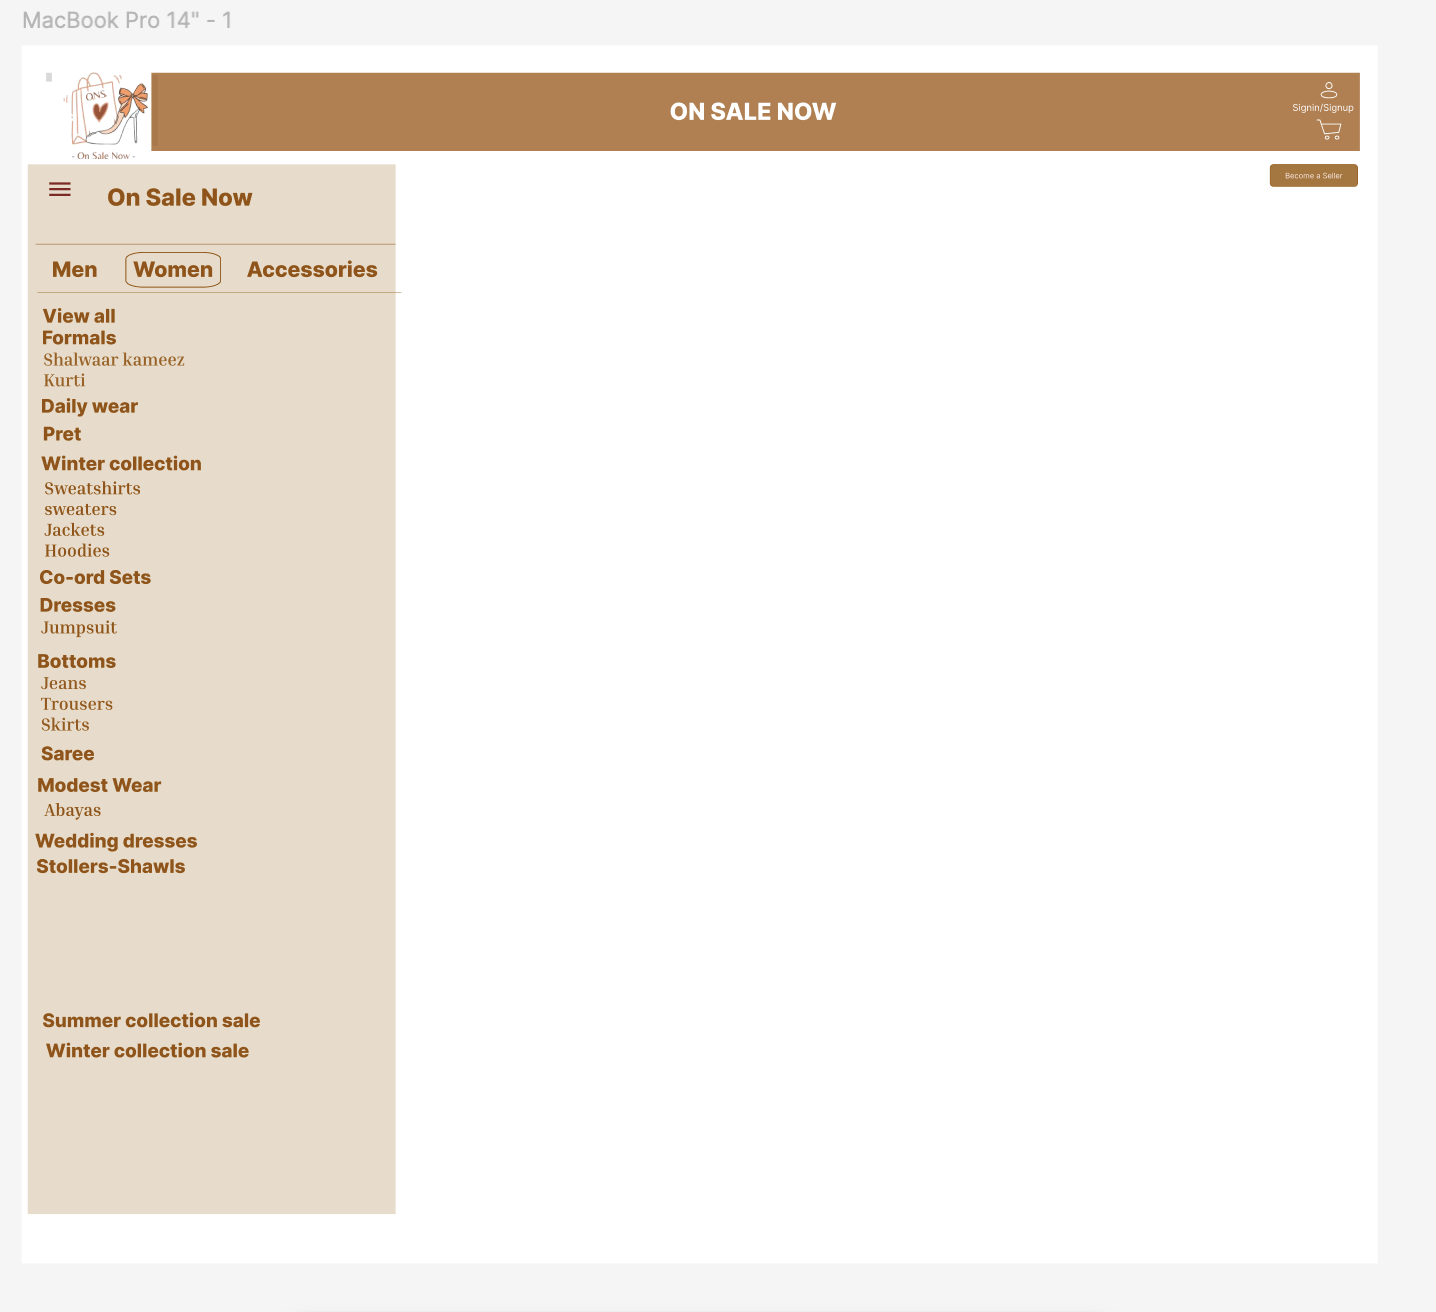 MacBook Pro 14" - 1
O.N.S.
- On Sale Now -
ON SALE NOW
Signin/Signup
Become a Seller
On Sale Now
Men Women Accessories
View all
Formals
Shalwaar kameez
Kurti
Daily wear
Pret
Winter collection
Sweatshirts
sweaters
Jackets
Hoodies
Co-ord Sets
Dresses
Jumpsuit
Bottoms
Jeans
Trousers
Skirts
Saree
Modest Wear
Abayas
Wedding dresses
Stollers-Shawls
Summer collection sale
Winter collection sale